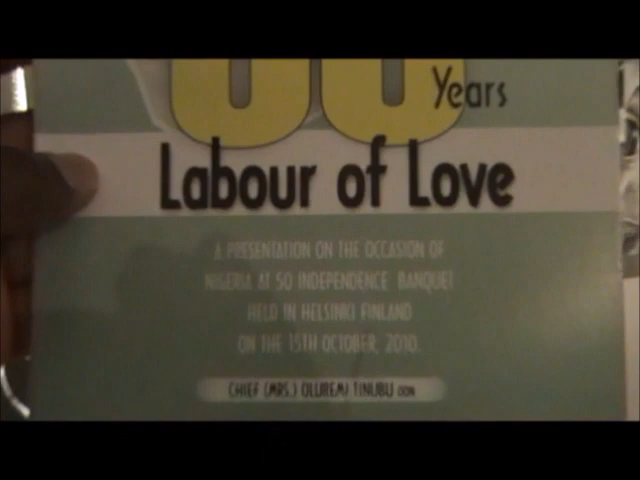 Years
Labour of Love
A PRESENTATION ON THE OCCASION OF
NIGERIA AT 50 INDEPENDENCE BANQUET
HELD IN HELSINKI FINLAND
ON THE 15TH OCTOBER, 2010.
CHIEF (MRS.) OLUREMI TINUBU OON